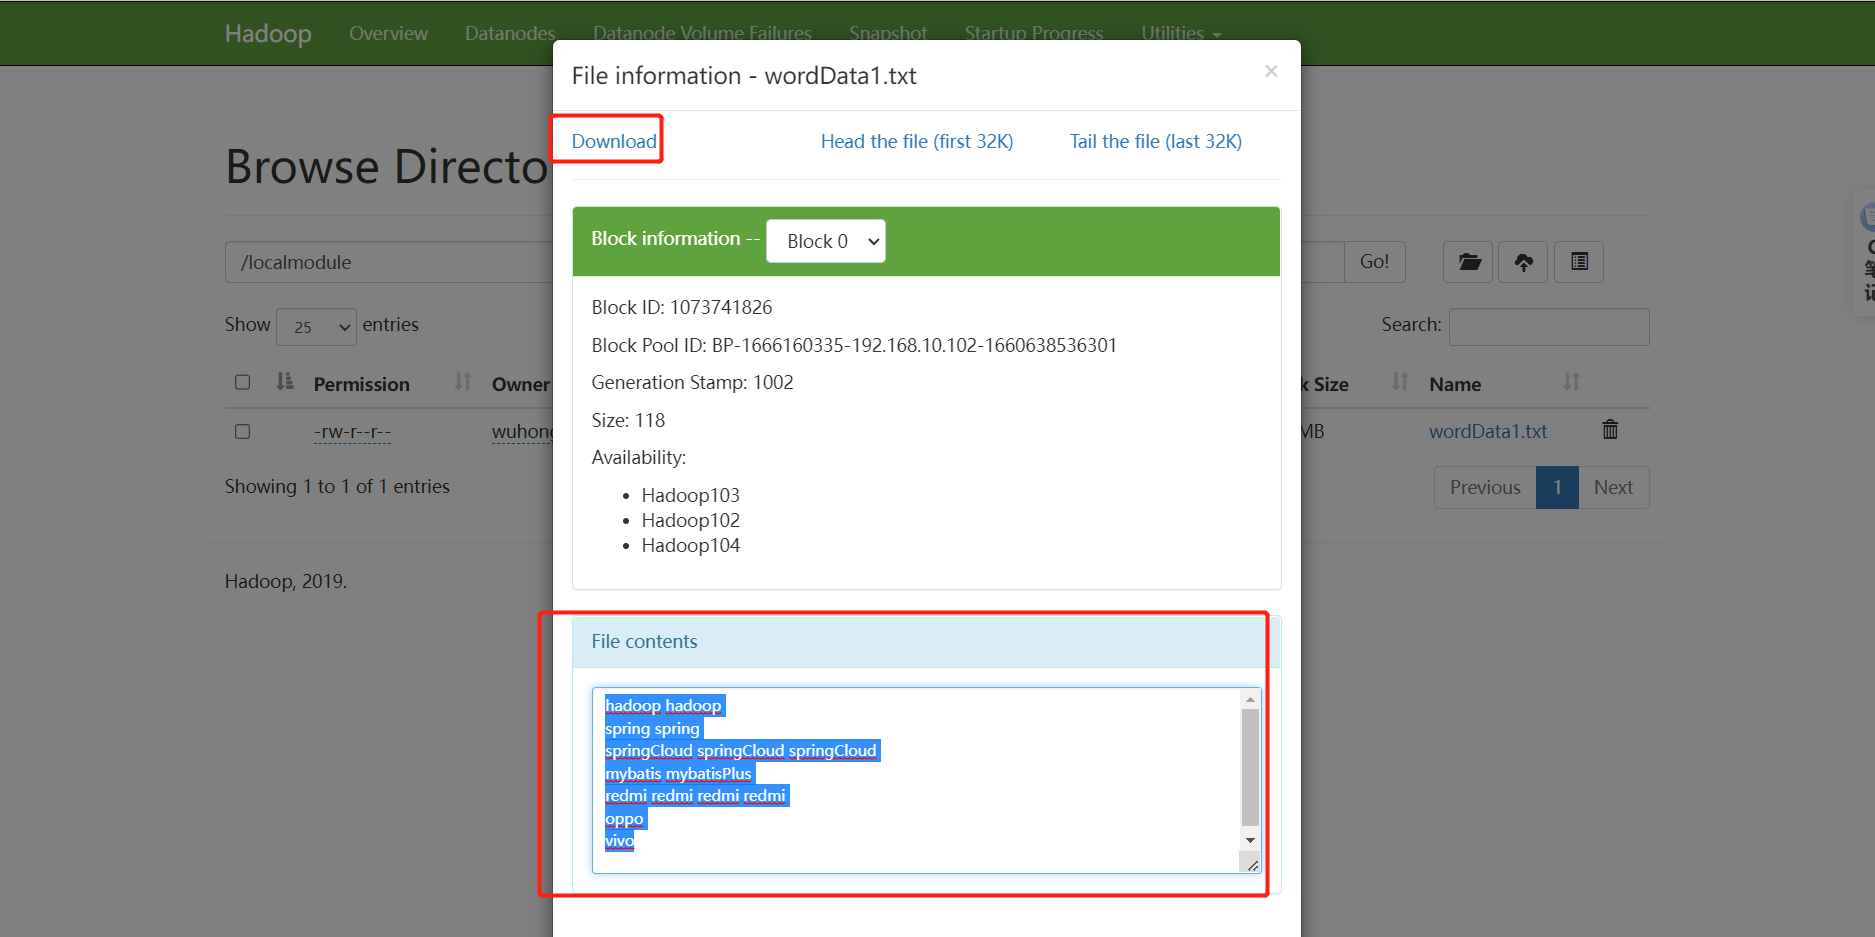 Hadoop Overview Datanodes Datanode Volume Failures Snapshot Startup Progress Utilities
File information - wordData1.txt ×
Download Head the file (first 32K) Tail the file (last 32K)
Browse Directo
Block information -- Block 0
/localmodule Go!
Show 25 entries Search:
Block ID: 1073741826
Block Pool ID: BP-1666160335-192.168.10.102-1660638536301
Permission Owner k Size Name
Generation Stamp: 1002
Size: 118
-rw-r--r-- wuhong MB wordData1.txt
Availability:
Showing 1 to 1 of 1 entries Previous 1 Next
Hadoop103
Hadoop102
Hadoop104
Hadoop, 2019.
File contents
hadoop hadoop
spring spring
springCloud springCloud springCloud
mybatis mybatisPlus
redmi redmi redmi redmi
oppo
vivo
笔
记